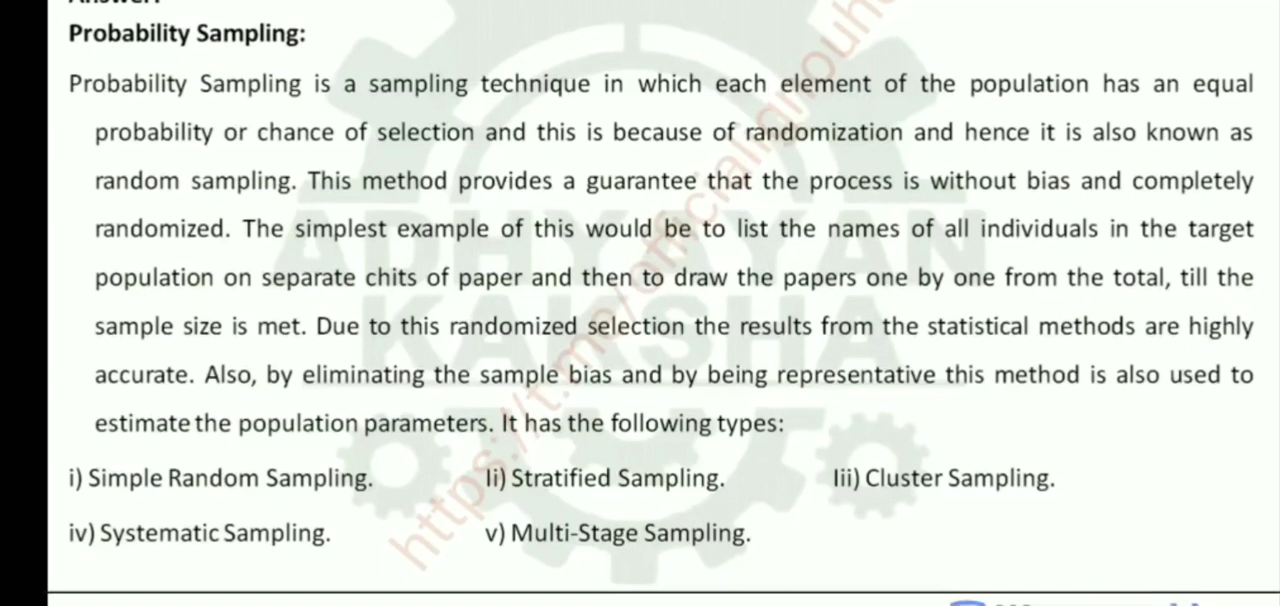 Probability Sampling:
Probability Sampling is a sampling technique in which each element of the population has an equal
probability or chance of selection and this is because of randomization and hence it is also known as
random sampling. This method provides a guarantee that the process is without bias and completely
randomized. The simplest example of this would be to list the names of all individuals in the target
population on separate chits of paper and then to draw the papers one by one from the total, till the
sample size is met. Due to this randomized selection the results from the statistical methods are highly
accurate. Also, by eliminating the sample bias and by being representative this method is also used to
estimate the population parameters. It has the following types:
i) Simple Random Sampling. Ii) Stratified Sampling. Iii) Cluster Sampling.
iv) Systematic Sampling. v) Multi-Stage Sampling.
ADHYAYAN
KAKSHA